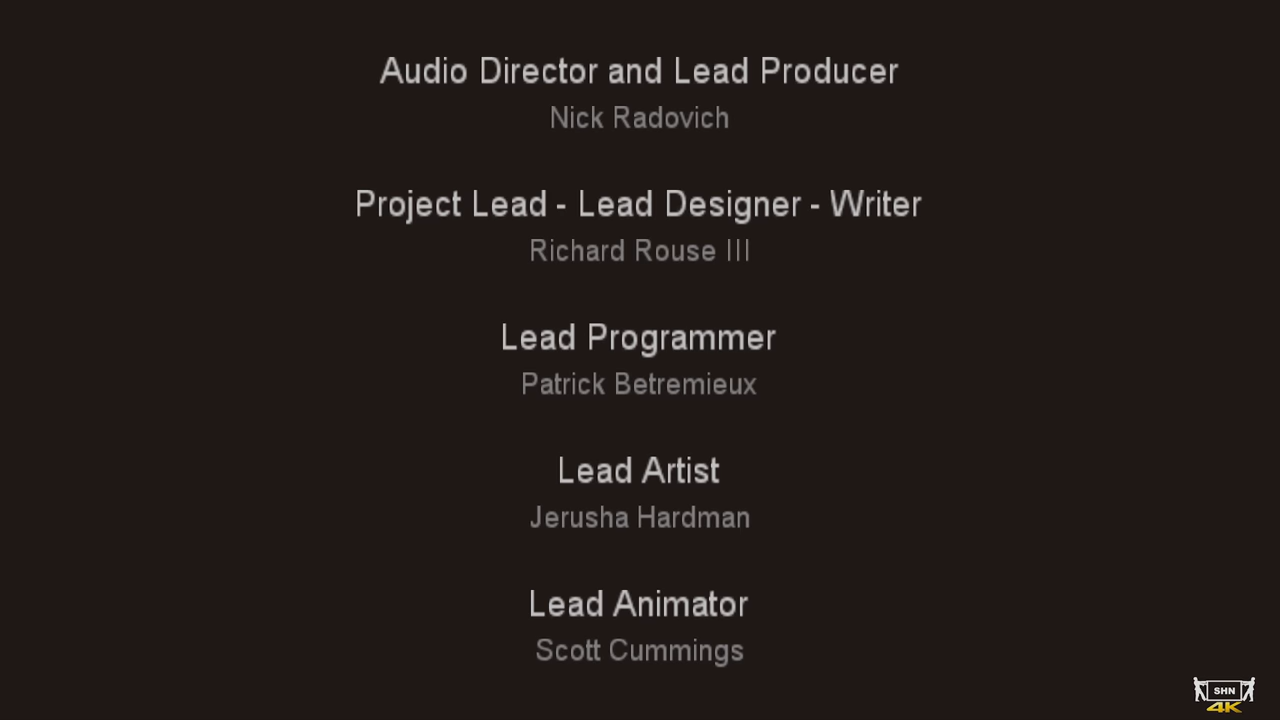 Audio Director and Lead Producer
Nick Radovich
Project Lead - Lead Designer - Writer
Richard Rouse III
Lead Programmer
Patrick Betremieux
Lead Artist
Jerusha Hardman
Lead Animator
Scott Cummings
SHN
4K